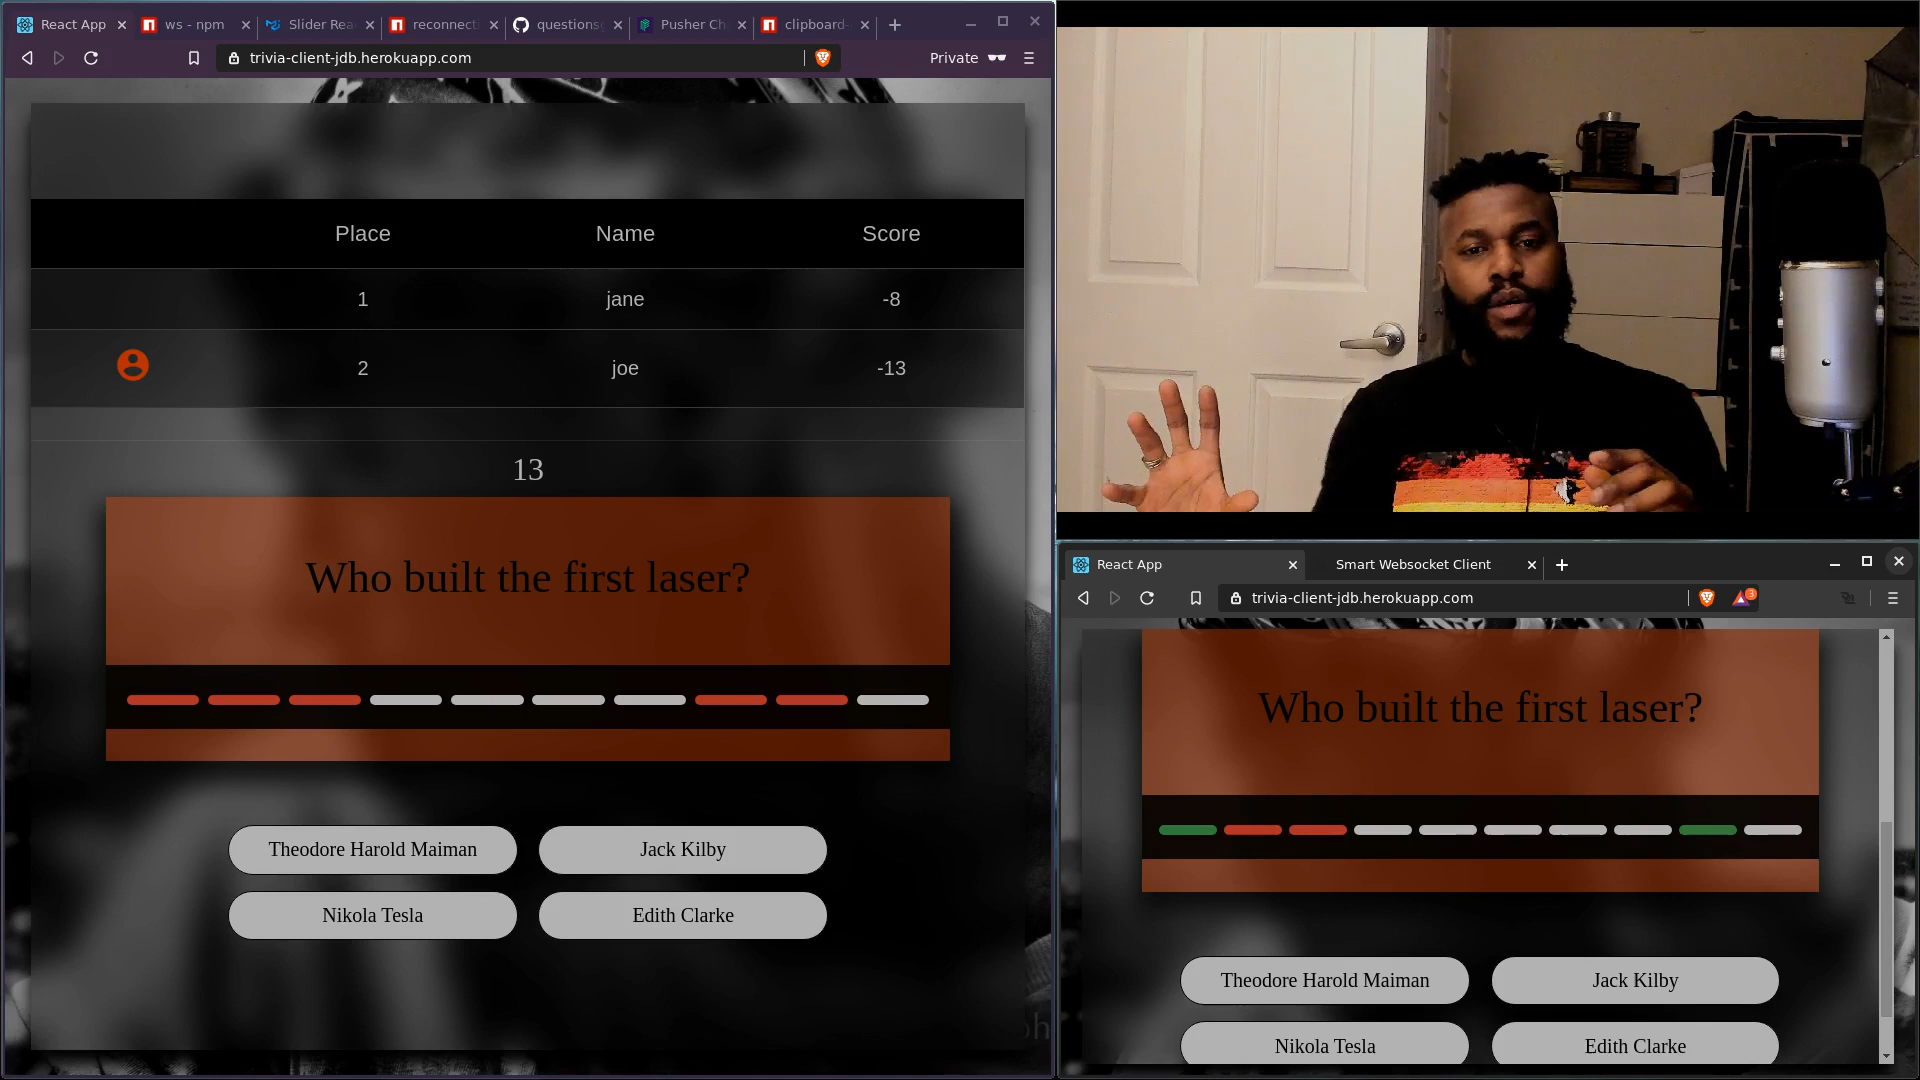 React App
ws - npm
Slider Rea
reconnecti
questionsg
Pusher Ch
clipboard-
trivia-client-jdb.herokuapp.com
Private
Place Name Score
1 jane -8
2 joe -13
13
Who built the first laser?
Theodore Harold Maiman
Jack Kilby
Nikola Tesla
Edith Clarke
React App
Smart Websocket Client
trivia-client-jdb.herokuapp.com
3
Who built the first laser?
Theodore Harold Maiman
Jack Kilby
Nikola Tesla
Edith Clarke